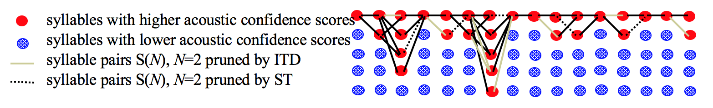 syllables with higher acoustic confidence scores
syllables with lower acoustic confidence scores
syllable pairs S(N), N=2 pruned by ITD
syllable pairs S(N), N=2 pruned by ST